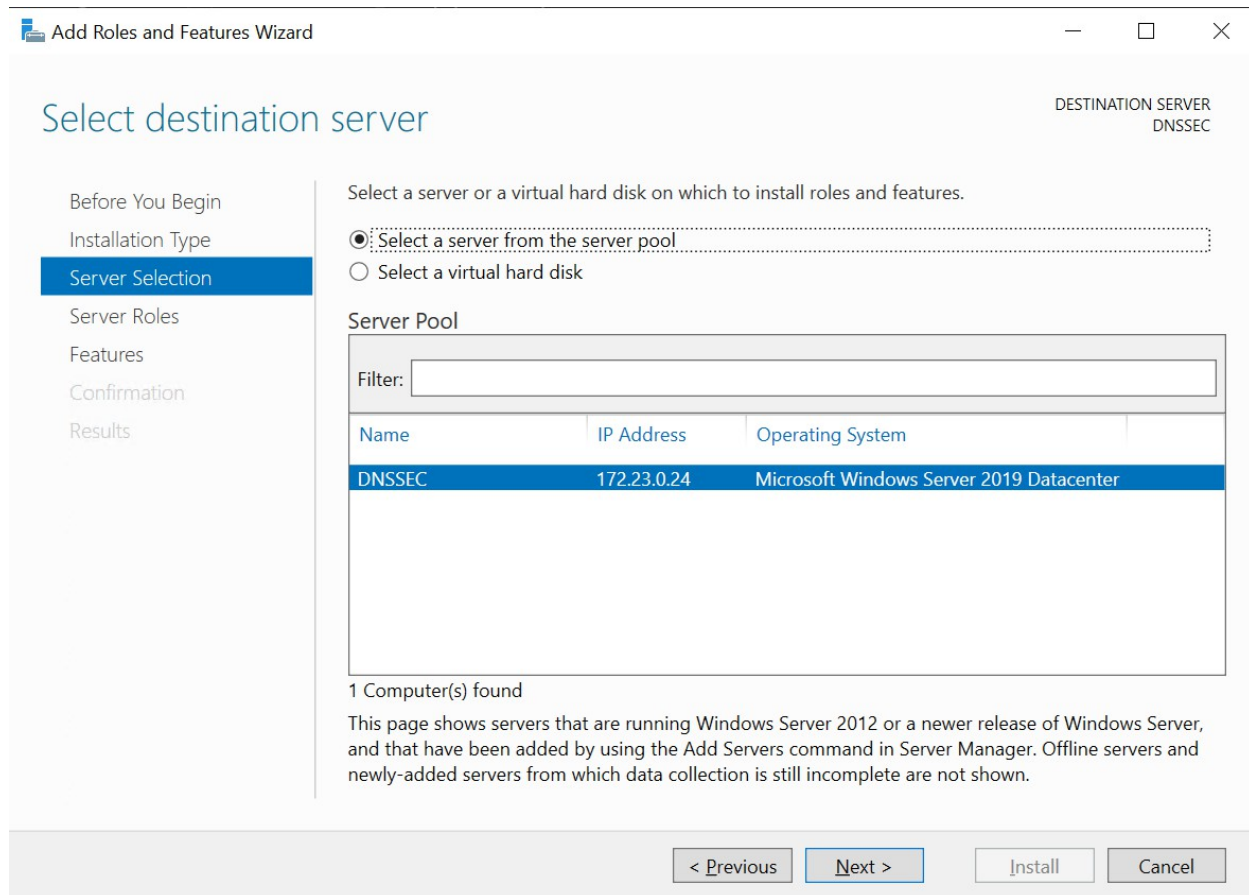 Add Roles and Features Wizard
Select destination server
DESTINATION SERVER
DNSSEC
Before You Begin
Installation Type
Server Selection
Server Roles
Features
Confirmation
Results
Select a server or a virtual hard disk on which to install roles and features.
Select a server from the server pool
Select a virtual hard disk
Server Pool
Filter:
Name IP Address Operating System
DNSSEC 172.23.0.24 Microsoft Windows Server 2019 Datacenter
1 Computer(s) found
This page shows servers that are running Windows Server 2012 or a newer release of Windows Server,
and that have been added by using the Add Servers command in Server Manager. Offline servers and
newly-added servers from which data collection is still incomplete are not shown.
< Previous Next > Install Cancel